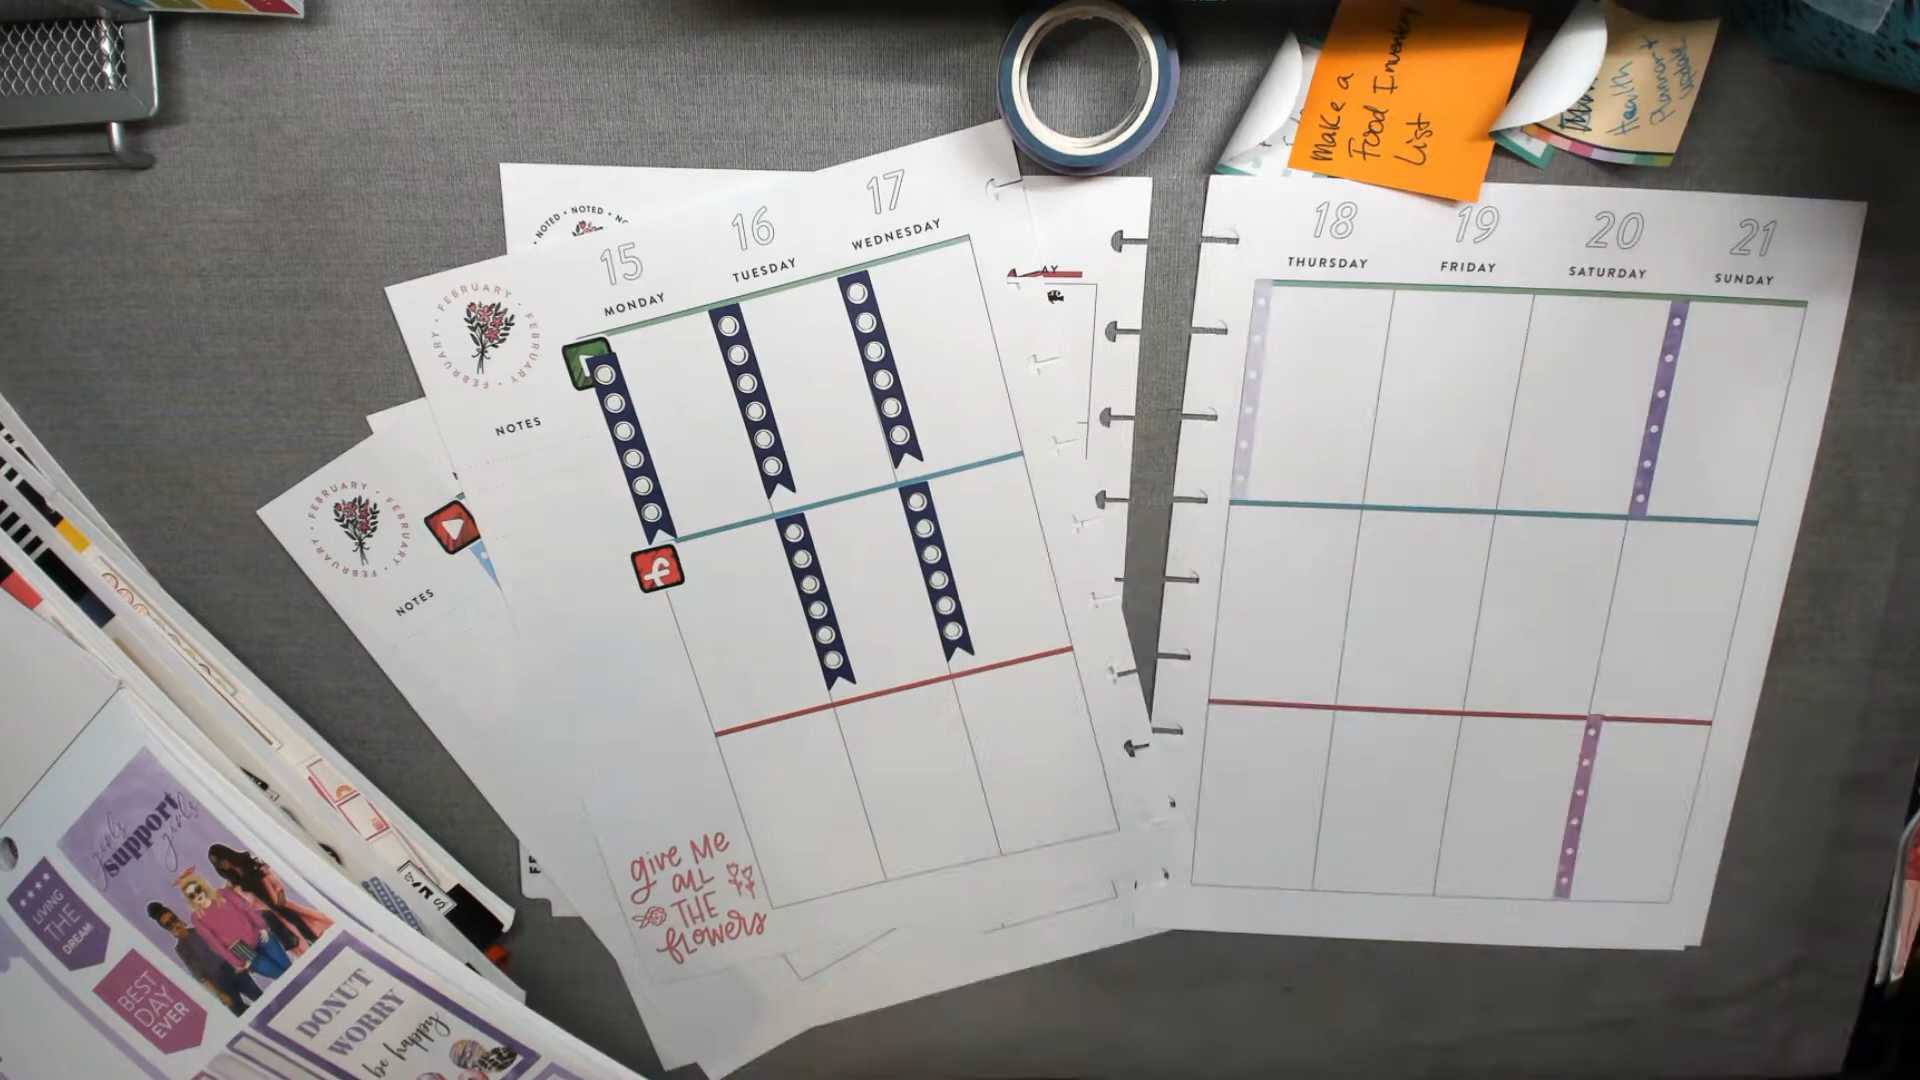 Make a
Food Inventory
List
Health
Planner
update
NOTED • NOTED •
15
MONDAY
16
TUESDAY
17
WEDNESDAY
18
THURSDAY
19
FRIDAY
20
SATURDAY
21
SUNDAY
FEBRUARY • FEBRUARY • FEBRUARY •
NOTES
FEBRUARY • FEBRUARY • FEBRUARY •
NOTES
give me
ALL
THE
flowers
girls
support
girls
LIVING
THE
DREAM
BEST
DAY
EVER
DONUT
WORRY
be happy